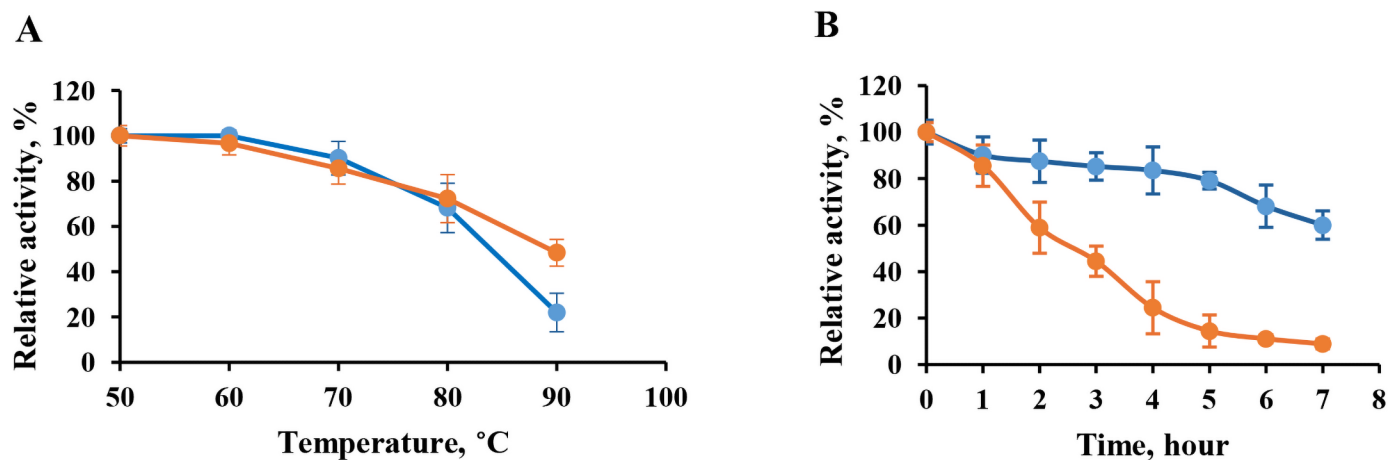 A
Relative activity, %
120
100
80
60
40
20
0
50 60 70 80 90 100
Temperature, °C
B
Relative activity, %
120
100
80
60
40
20
0
0 1 2 3 4 5 6 7 8
Time, hour